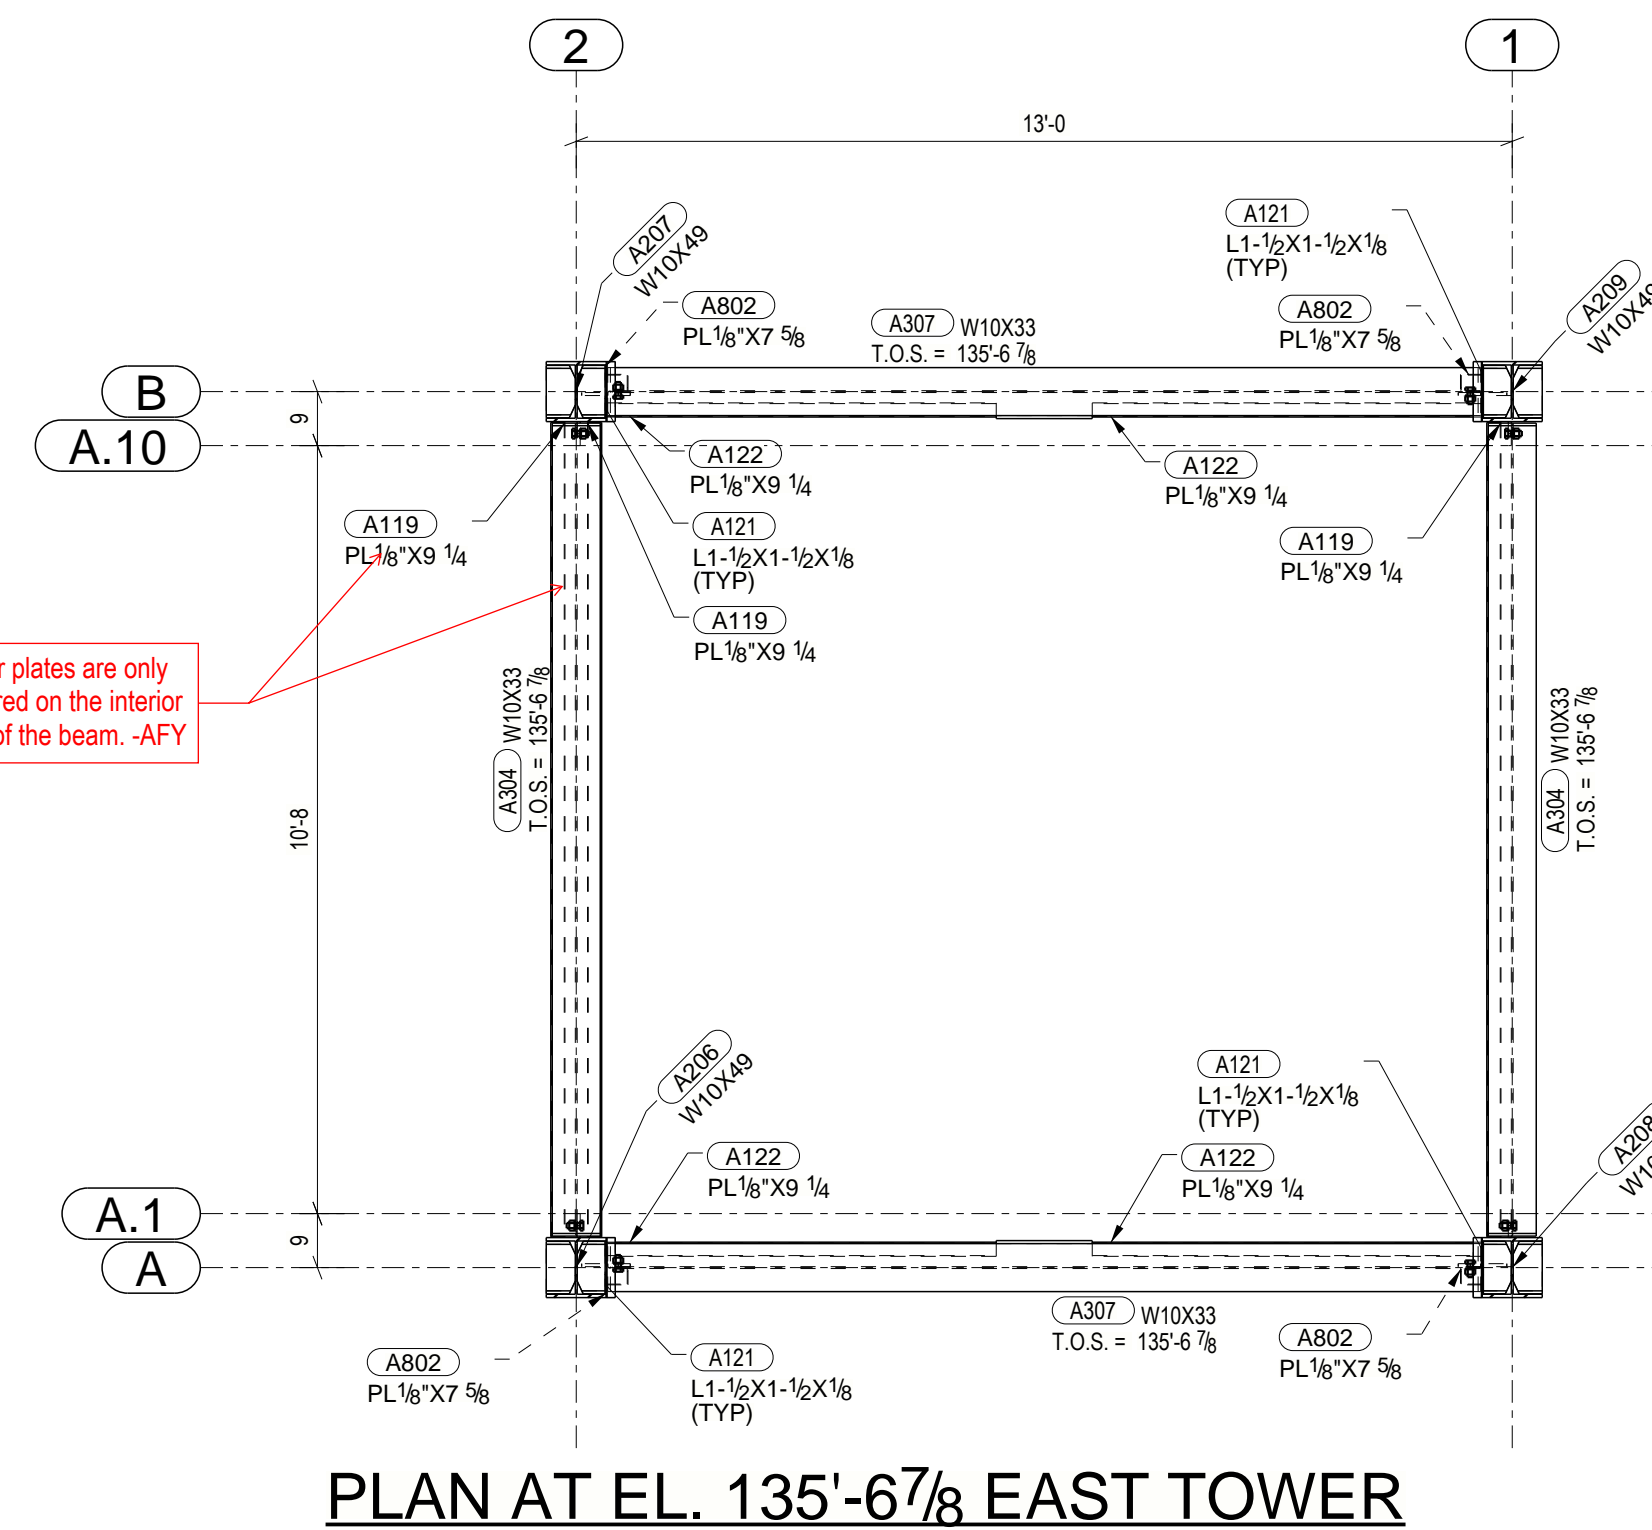 2
1
13'-0
A207
W10X49
A802
PL1/8"X7 5/8
A307 W10X33
T.O.S. = 135'-6 7/8
A121
L1-1/2X1-1/2X1/8
(TYP)
A802
PL1/8"X7 5/8
A209
W10X49
B
9
A.10
A122
PL1/8"X9 1/4
A122
PL1/8"X9 1/4
A119
PL1/8"X9 1/4
A121
L1-1/2X1-1/2X1/8
(TYP)
A119
PL1/8"X9 1/4
A119
PL1/8"X9 1/4
plates are only
on the interior
of the beam. -AFY
A304 W10X33
T.O.S. = 135'-6 7/8
A304 W10X33
T.O.S. = 135'-6 7/8
10'-8
A206
W10X49
A121
L1-1/2X1-1/2X1/8
(TYP)
A208
A122
PL1/8"X9 1/4
A122
PL1/8"X9 1/4
A.1
9
A
A307 W10X33
T.O.S. = 135'-6 7/8
A802
PL1/8"X7 5/8
A802
PL1/8"X7 5/8
A121
L1-1/2X1-1/2X1/8
(TYP)
PLAN AT EL. 135'-67/8 EAST TOWER